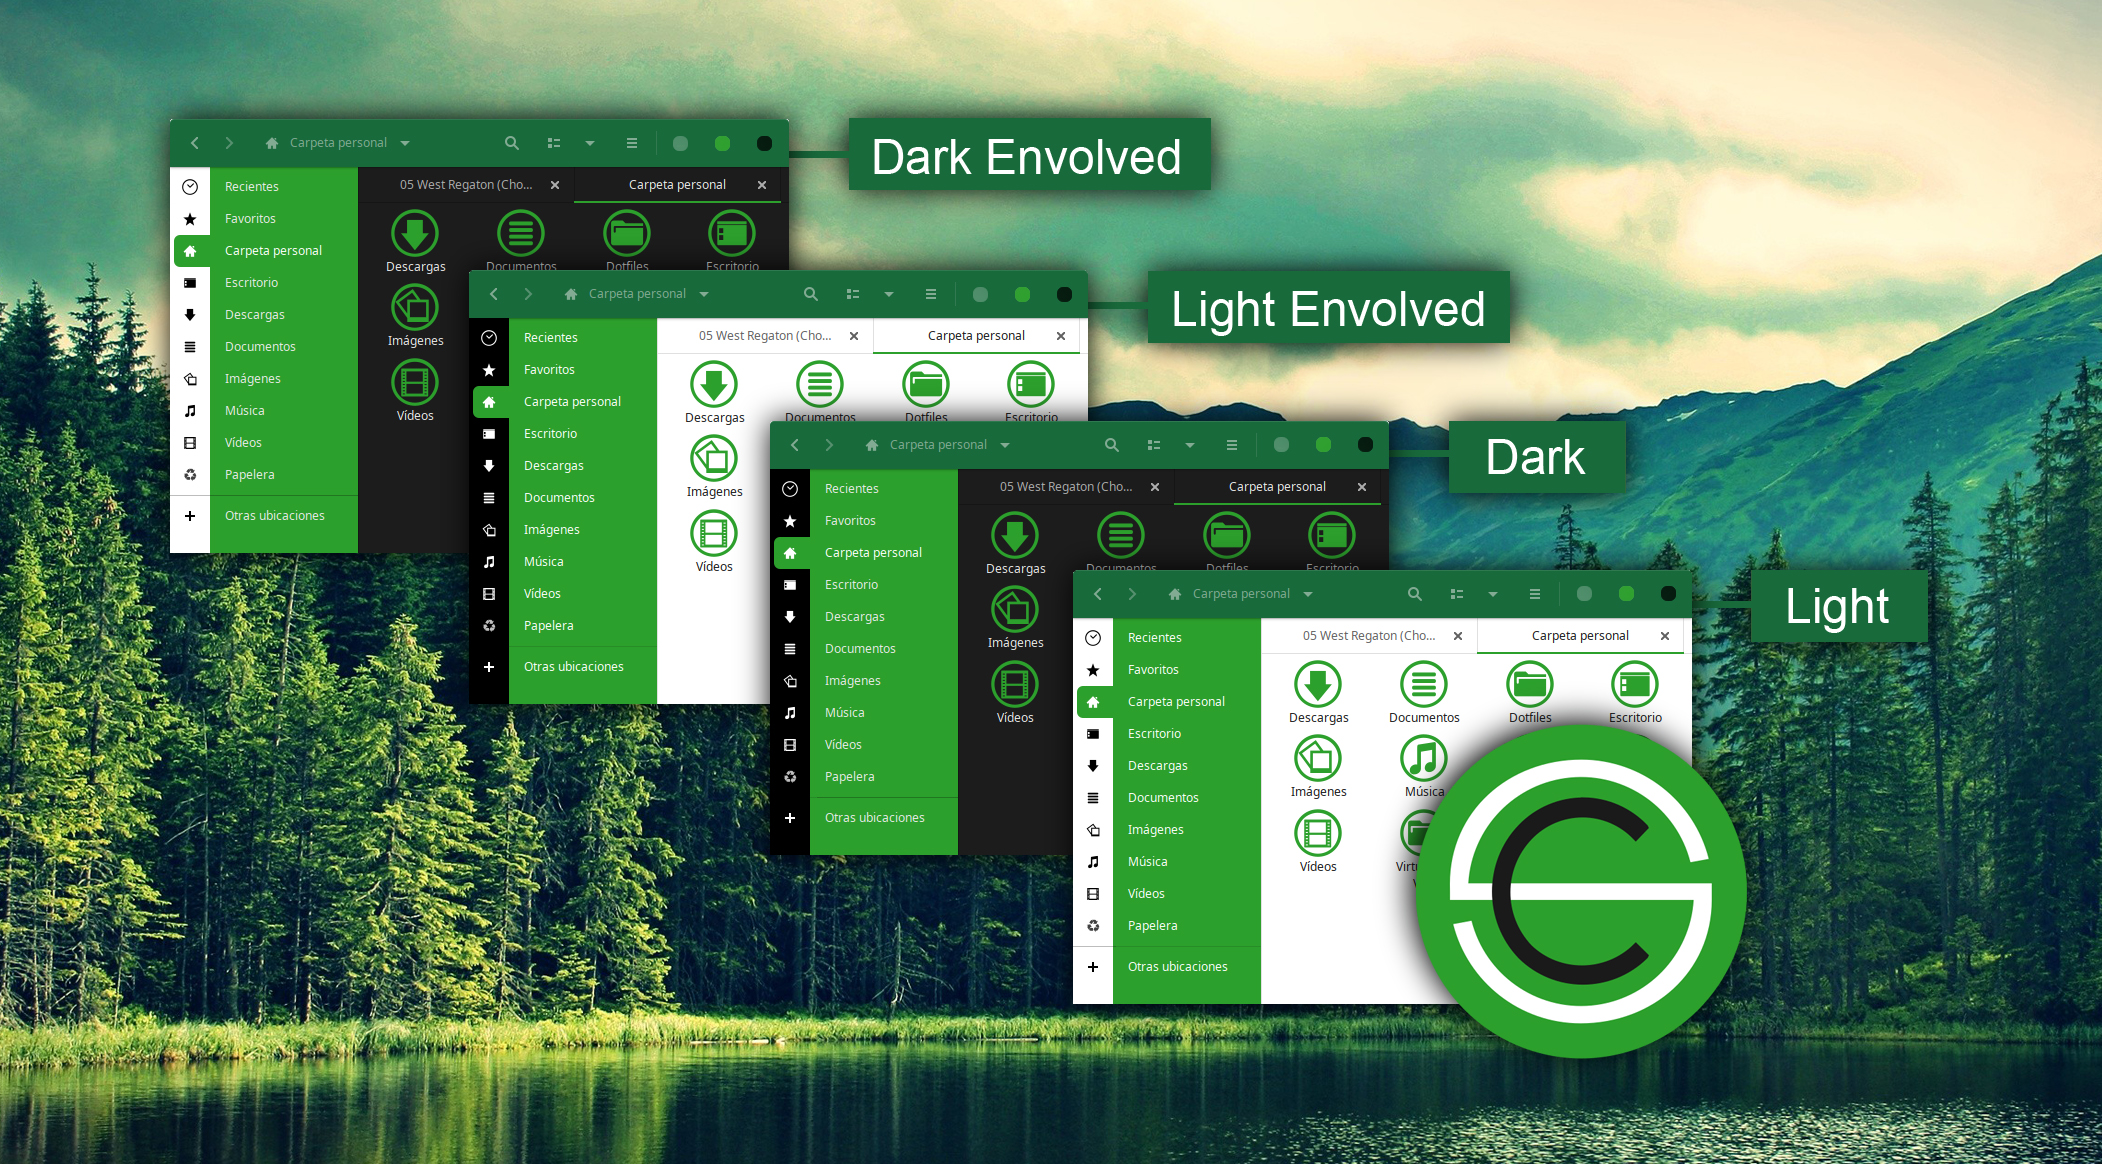 Carpeta personal
Dark Envolved
05 West Regaton (Cho...
Carpeta personal
Recientes
Favoritos
Carpeta personal
Escritorio
Descargas
Documentos
Imágenes
Música
Vídeos
Papelera
Otras ubicaciones
Descargas
Documentos
Dotfiles
Escritorio
Imágenes
Vídeos
Carpeta personal
Light Envolved
05 West Regaton (Cho...
Carpeta personal
Recientes
Favoritos
Carpeta personal
Escritorio
Descargas
Documentos
Imágenes
Música
Vídeos
Papelera
Otras ubicaciones
Descargas
Documentos
Dotfiles
Escritorio
Imágenes
Vídeos
Carpeta personal
Dark
05 West Regaton (Cho...
Carpeta personal
Recientes
Favoritos
Carpeta personal
Escritorio
Descargas
Documentos
Imágenes
Música
Vídeos
Papelera
Otras ubicaciones
Descargas
Documentos
Dotfiles
Escritorio
Imágenes
Vídeos
Carpeta personal
Light
05 West Regaton (Cho...
Carpeta personal
Recientes
Favoritos
Carpeta personal
Escritorio
Descargas
Documentos
Imágenes
Música
Vídeos
Papelera
Otras ubicaciones
Descargas
Documentos
Dotfiles
Escritorio
Imágenes
Música
Vídeos